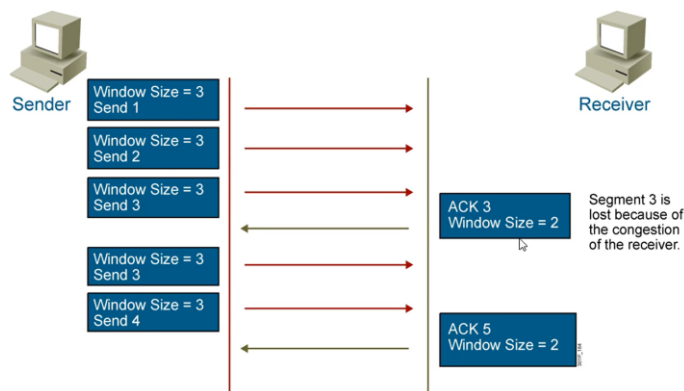 Sender
Receiver
Window Size = 3
Send 1
Window Size = 3
Send 2
Window Size = 3
Send 3
ACK 3
Window Size = 2
Segment 3 is
lost because of
the congestion
of the receiver.
Window Size = 3
Send 3
Window Size = 3
Send 4
ACK 5
Window Size = 2